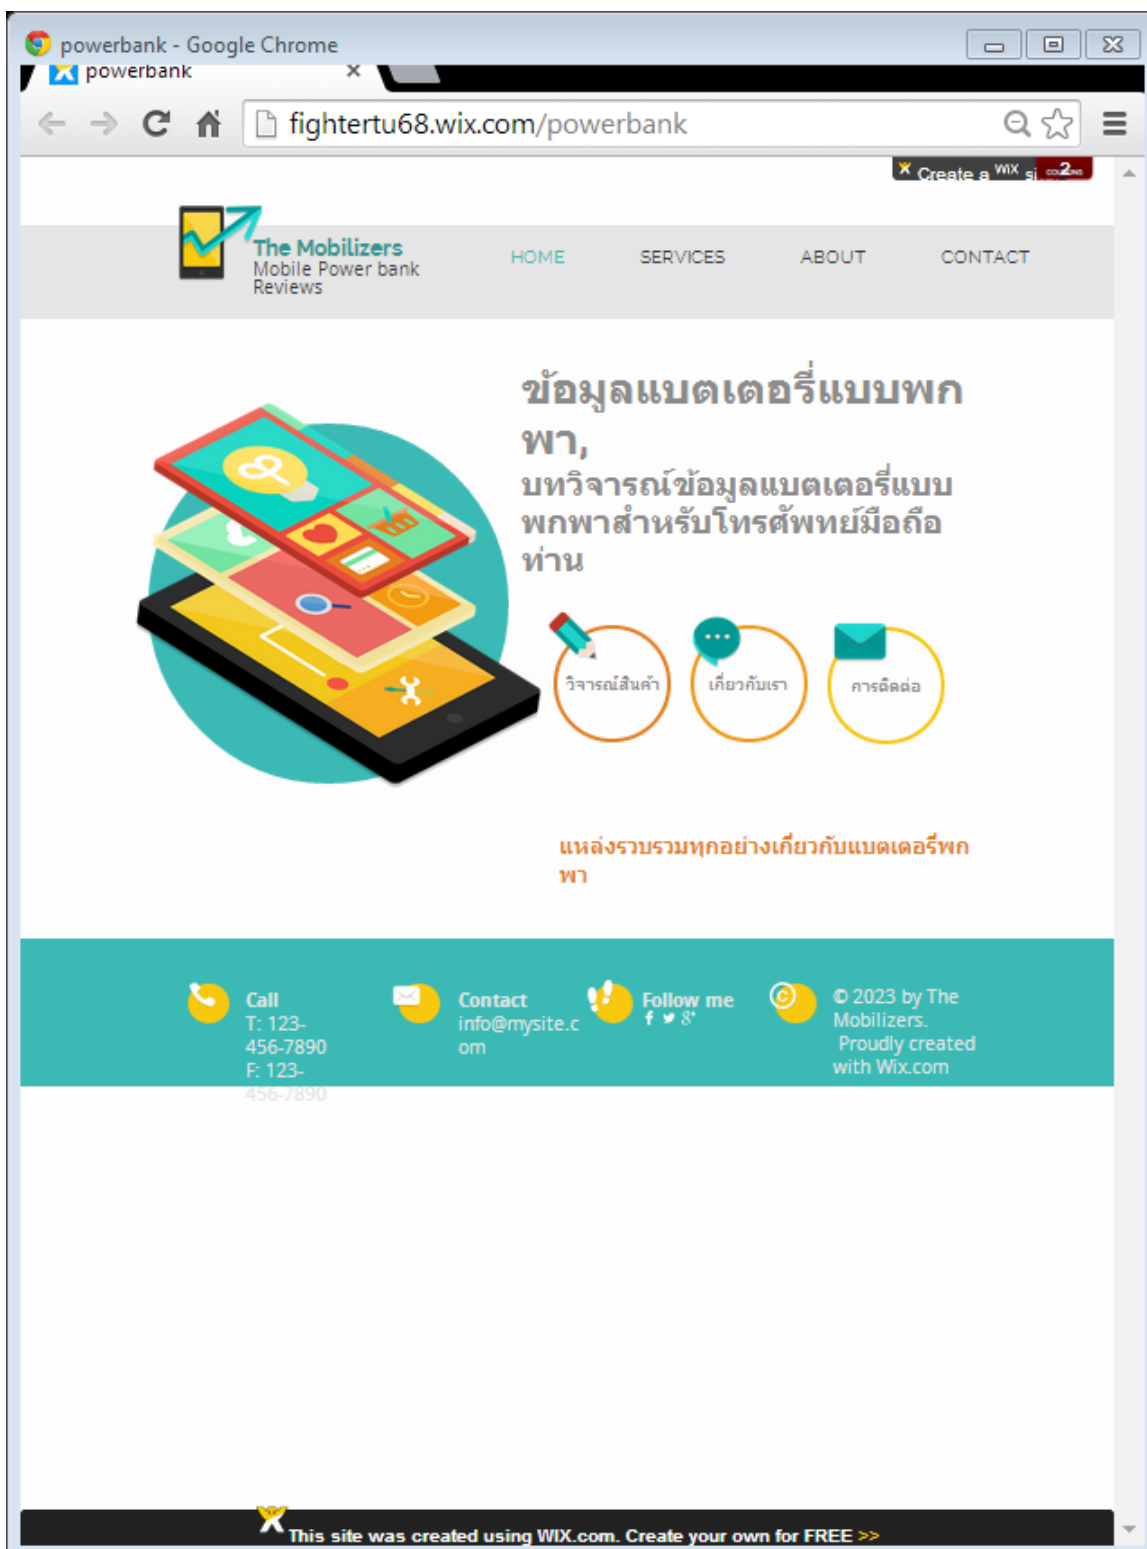 powerbank - Google Chrome
powerbank
fightertu68.wix.com/powerbank
Create a WIX si
2
The Mobilizers
Mobile Power bank
Reviews
HOME
SERVICES
ABOUT
CONTACT
ข้อมูลแบตเตอรี่แบบพก
พา,
บทวิจารณ์ข้อมูลแบตเตอรี่แบบ
พกพาสำหรับโทรศัพทย์มือถือ
ท่าน
วิจารณ์สินค้า
เกี่ยวกับเรา
การติดต่อ
แหล่งรวบรวมทุกอย่างเกี่ยวกับแบตเตอรี่พก
พา
Call
T: 123-
456-7890
F: 123-
456-7890
Contact
info@mysite.c
om
Follow me
© 2023 by The
Mobilizers.
Proudly created
with Wix.com
This site was created using WIX.com. Create your own for FREE >>